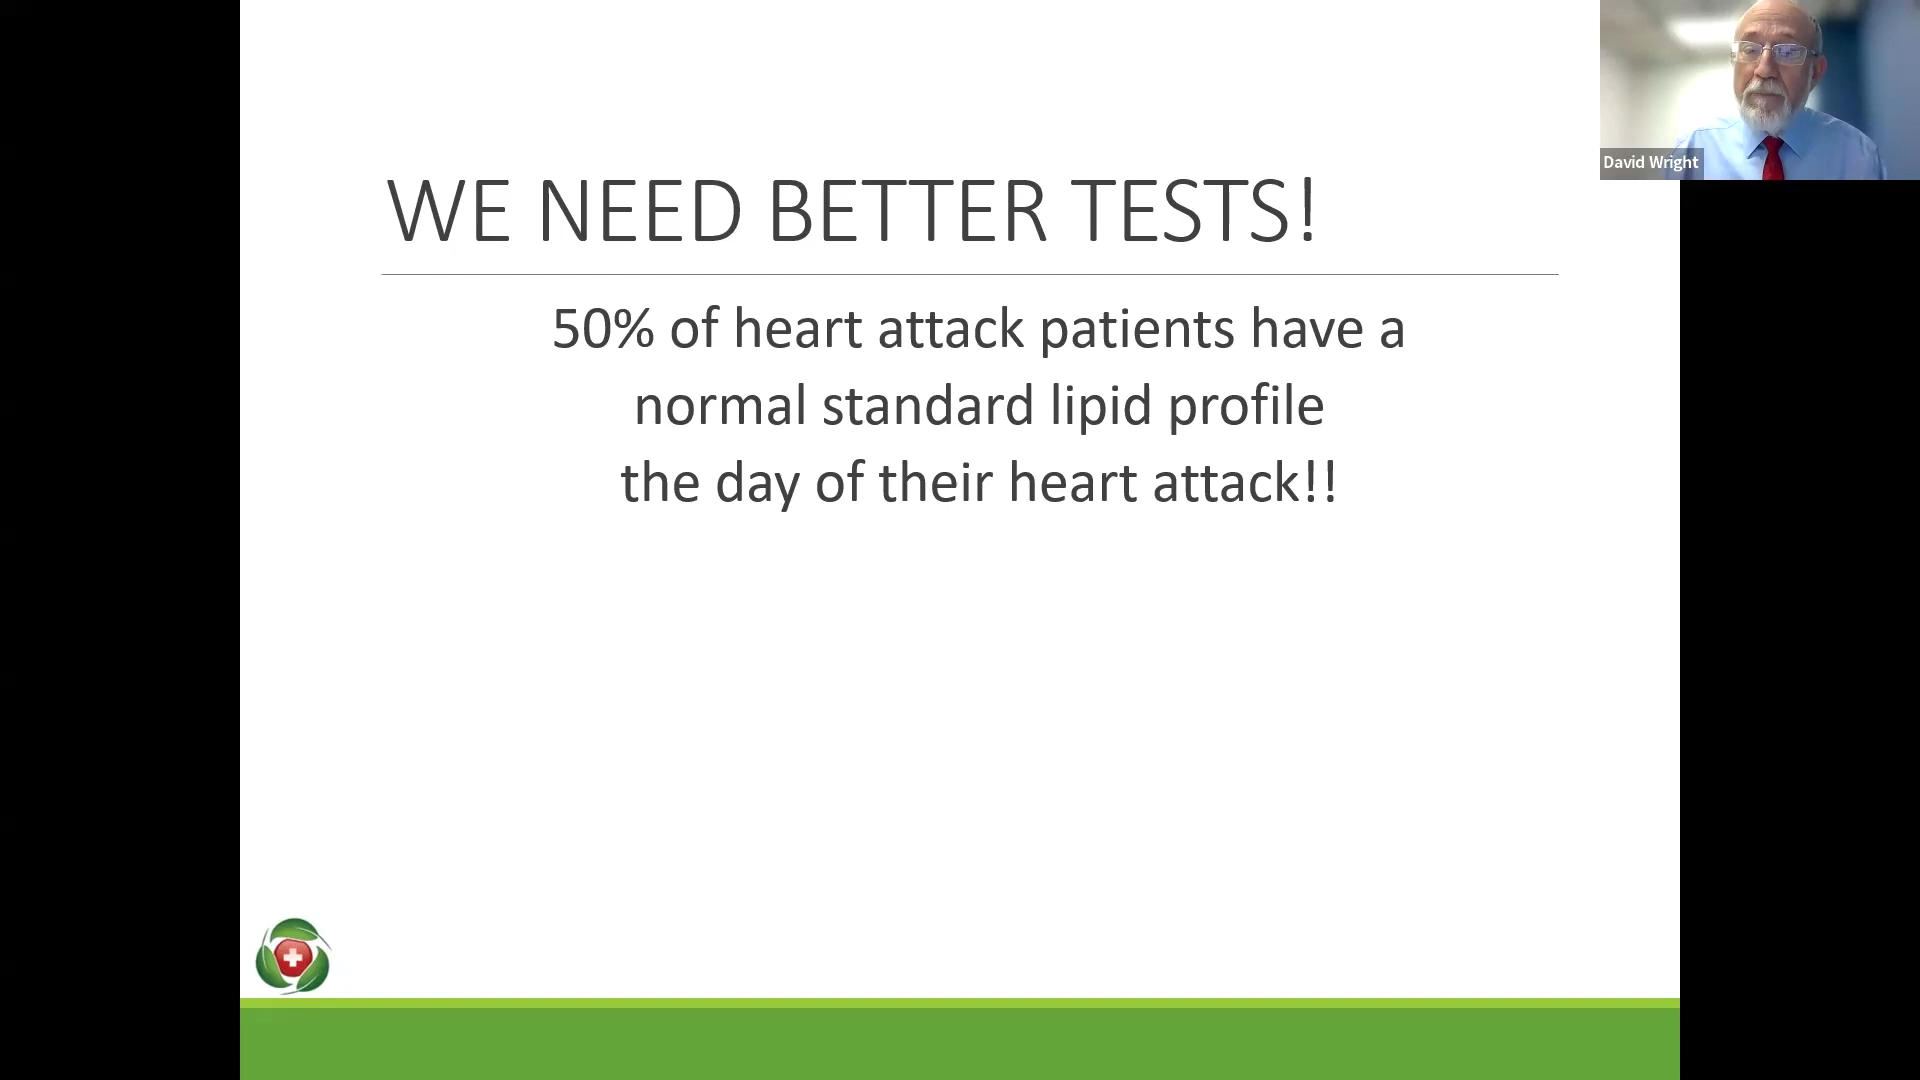 WE NEED BETTER TESTS!
50% of heart attack patients have a
normal standard lipid profile
the day of their heart attack!!
David Wright